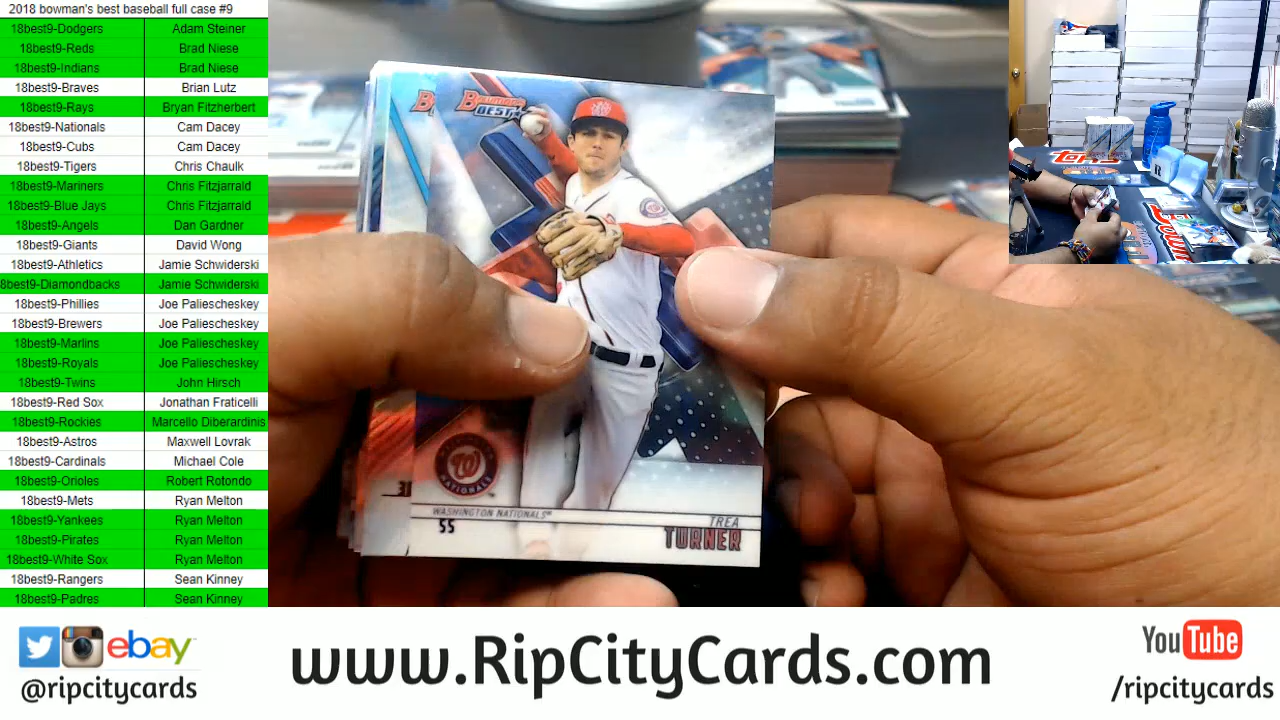 2018 bowman's best baseball full case #9
18best9-Dodgers Adam Steiner
18best9-Reds Brad Niese
18best9-Indians Brad Niese
18best9-Braves Brian Lutz
18best9-Rays Bryan Fitzherbert
18best9-Nationals Cam Dacey
18best9-Cubs Cam Dacey
18best9-Tigers Chris Chaulk
18best9-Mariners Chris Fitzjarrald
18best9-Blue Jays Chris Fitzjarrald
18best9-Angels Dan Gardner
18best9-Giants David Wong
18best9-Athletics Jamie Schwiderski
8best9-Diamondbacks Jamie Schwiderski
18best9-Phillies Joe Paliescheskey
18best9-Brewers Joe Paliescheskey
18best9-Marlins Joe Paliescheskey
18best9-Royals Joe Paliescheskey
18best9-Twins John Hirsch
18best9-Red Sox Jonathan Fraticelli
18best9-Rockies Marcello Diberardinis
18best9-Astros Maxwell Lovrak
18best9-Cardinals Michael Cole
18best9-Orioles Robert Rotondo
18best9-Mets Ryan Melton
18best9-Yankees Ryan Melton
18best9-Pirates Ryan Melton
18best9-White Sox Ryan Melton
18best9-Rangers Sean Kinney
18best9-Padres Sean Kinney
B
BOWMAN'S
BEST
W
NATIONALS
WASHINGTON NATIONALS
SS
TREA
TURNER
topps
ebay
@ripcitycards
www.RipCityCards.com
YouTube
/ripcitycards